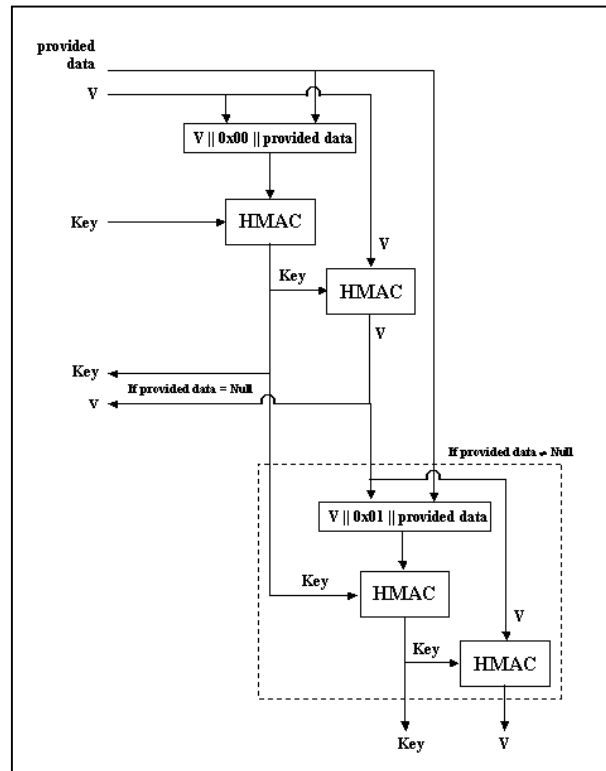 provided
data
V
V || 0x00 || provided data
Key
HMAC
V
Key
HMAC
V
Key
If provided data = Null
V
If provided data ≠ Null
V || 0x01 || provided data
Key
HMAC
V
Key
HMAC
Key
V